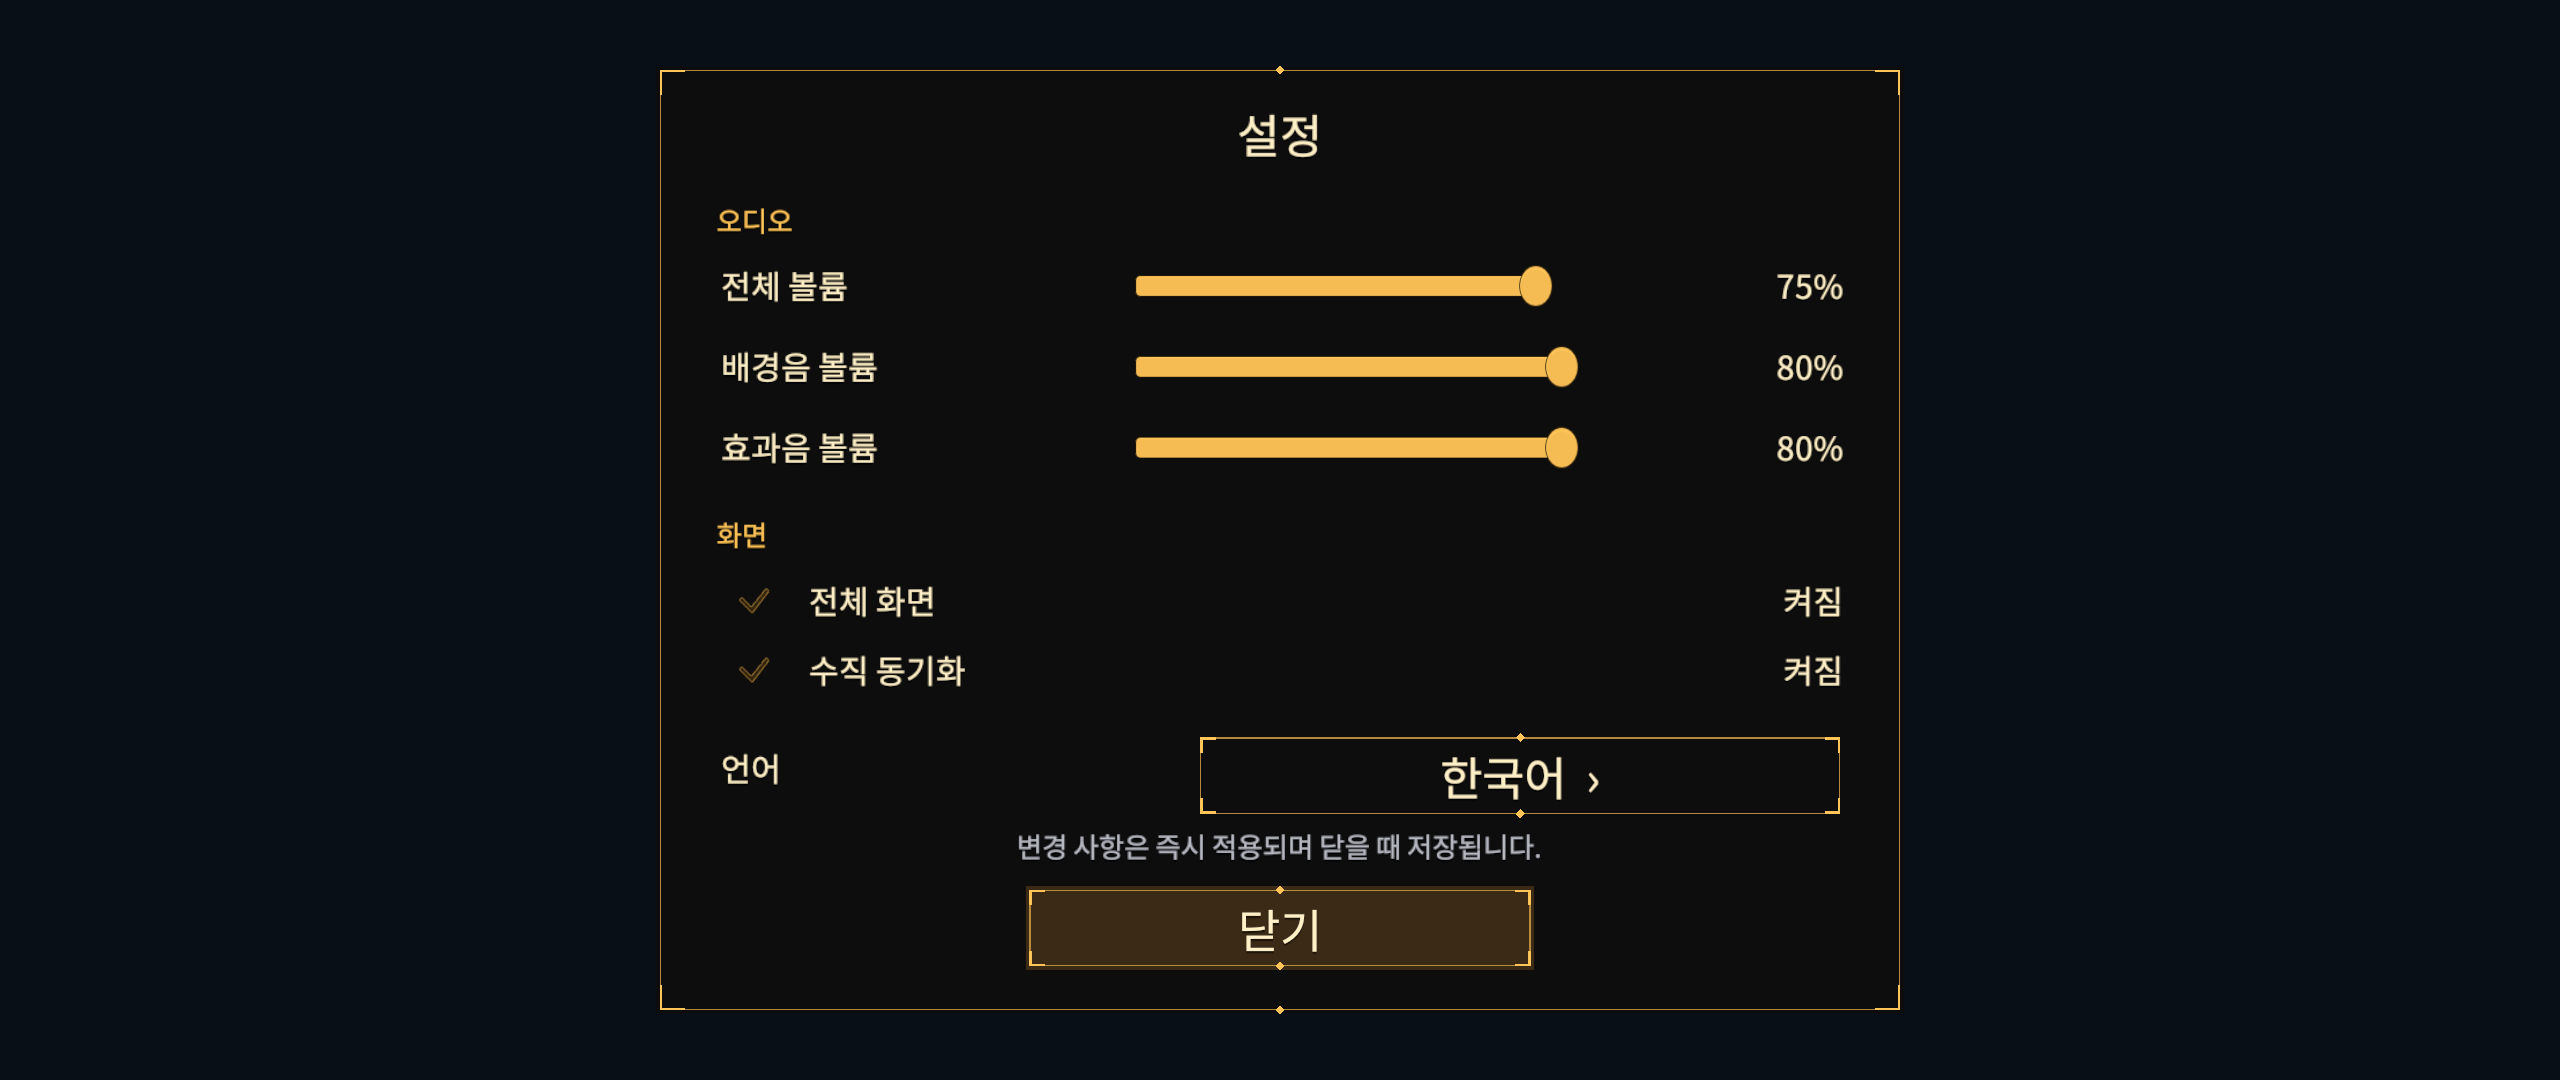 설정
오디오
전체 볼륨 75%
배경음 볼륨 80%
효과음 볼륨 80%
화면
전체 화면 켜짐
수직 동기화 켜짐
언어 한국어 ›
변경 사항은 즉시 적용되며 닫을 때 저장됩니다.
닫기